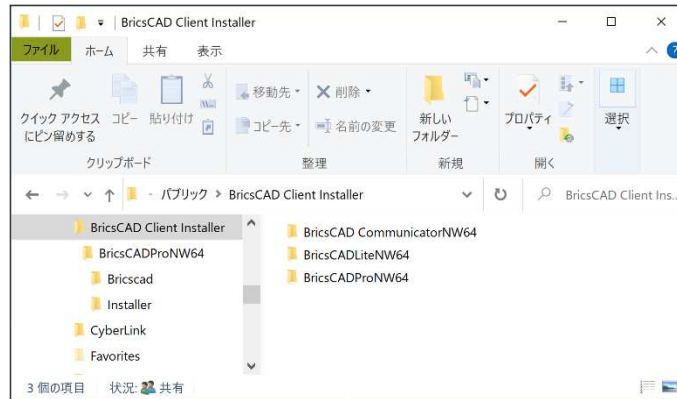 BricsCAD Client Installer
ファイル ホーム 共有 表示
クイック アクセス
にピン留めする
コピー
貼り付け
移動先
コピー先
削除
名前の変更
新しい
フォルダー
プロパティ
選択
クリップボード 整理 新規 開く
パブリック > BricsCAD Client Installer
BricsCAD Client Ins...
BricsCAD Client Installer
BricsCADProNW64
Bricscad
Installer
CyberLink
Favorites
BricsCAD CommunicatorNW64
BricsCADLiteNW64
BricsCADProNW64
3 個の項目 状況: 共有